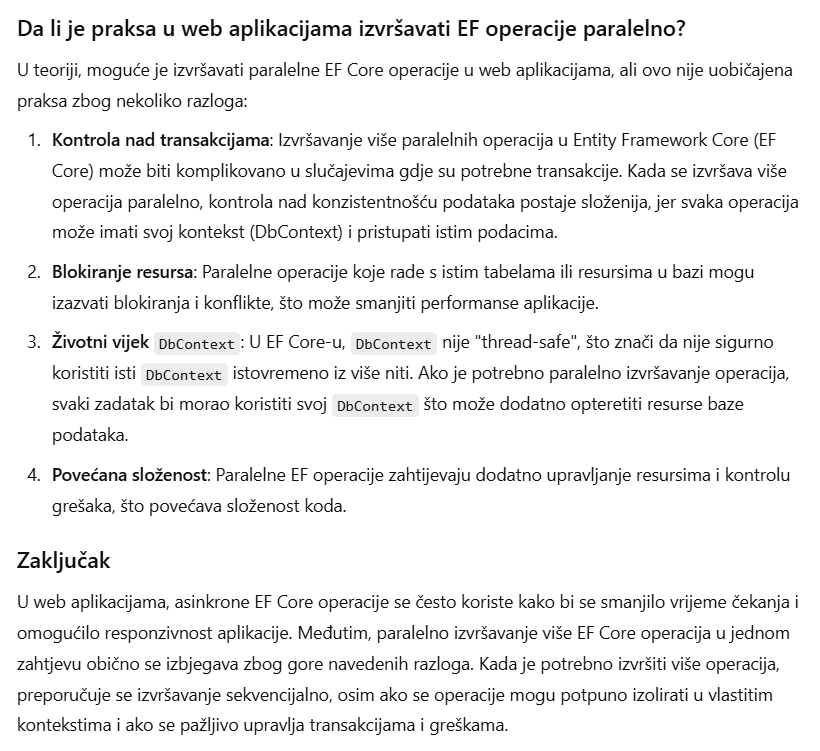 Da li je praksa u web aplikacijama izvršavati EF operacije paralelno?
U teoriji, moguće je izvršavati paralelne EF Core operacije u web aplikacijama, ali ovo nije uobičajena
praksa zbog nekoliko razloga:
1. Kontrola nad transakcijama: Izvršavanje više paralelnih operacija u Entity Framework Core (EF
Core) može biti komplikovano u slučajevima gdje su potrebne transakcije. Kada se izvršava više
operacija paralelno, kontrola nad konzistentnošću podataka postaje složenija, jer svaka operacija
može imati svoj kontekst (DbContext) i pristupati istim podacima.
2. Blokiranje resursa: Paralelne operacije koje rade s istim tabelama ili resursima u bazi mogu
izazvati blokiranja i konflikte, što može smanjiti performanse aplikacije.
3. Životni vijek DbContext: U EF Core-u, DbContext nije "thread-safe", što znači da nije sigurno
koristiti isti DbContext istovremeno iz više niti. Ako je potrebno paralelno izvršavanje operacija,
svaki zadatak bi morao koristiti svoj DbContext što može dodatno opteretiti resurse baze
podataka.
4. Povećana složenost: Paralelne EF operacije zahtijevaju dodatno upravljanje resursima i kontrolu
grešaka, što povećava složenost koda.
Zaključak
U web aplikacijama, asinkrone EF Core operacije se često koriste kako bi se smanjilo vrijeme čekanja i
omogućilo responzivnost aplikacije. Međutim, paralelno izvršavanje više EF Core operacija u jednom
zahtjevu obično se izbjegava zbog gore navedenih razloga. Kada je potrebno izvršiti više operacija,
preporučuje se izvršavanje sekvencijalno, osim ako se operacije mogu potpuno izolirati u vlastitim
kontekstima i ako se pažljivo upravlja transakcijama i greškama.